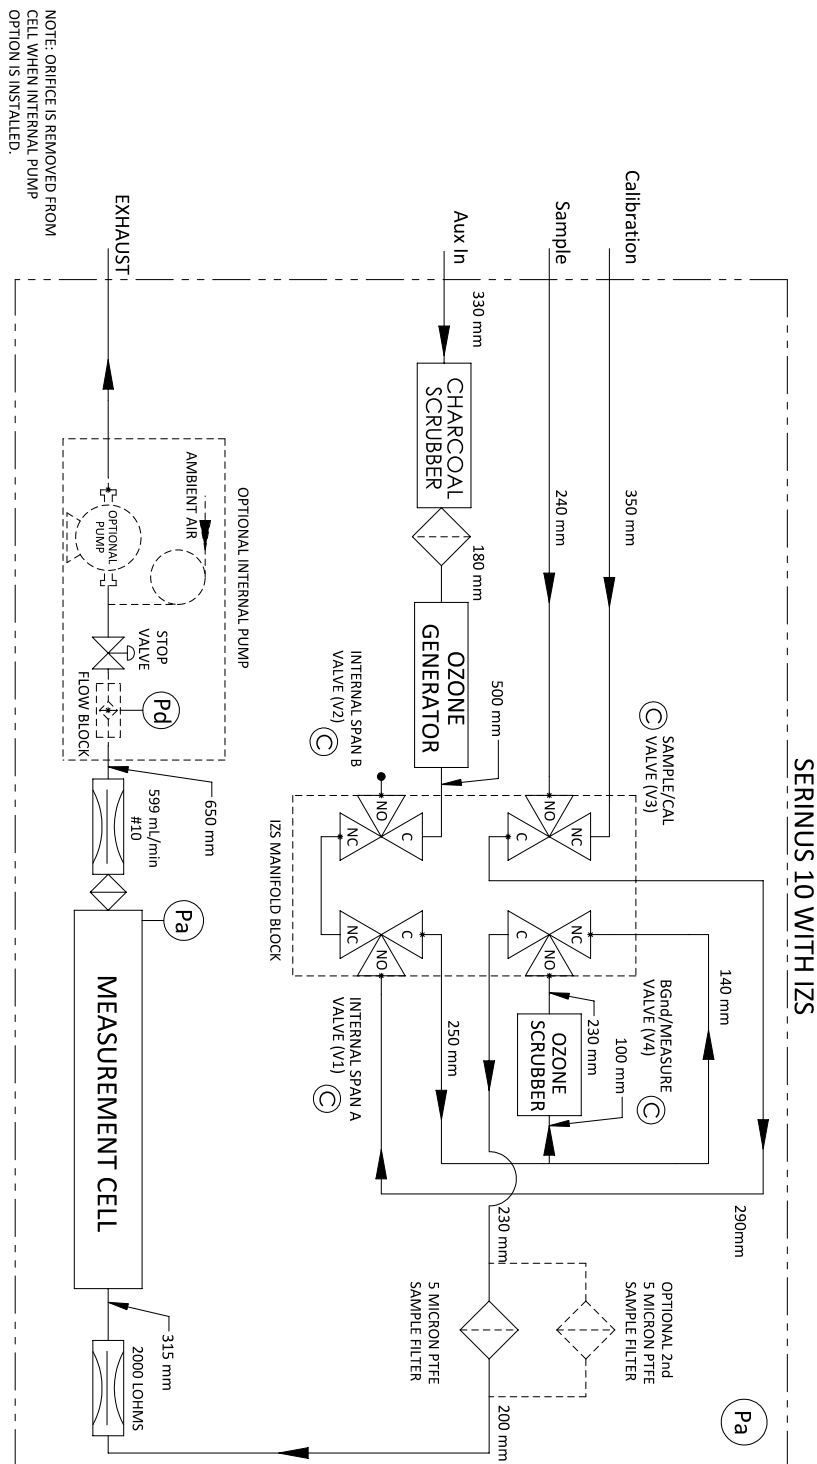 SERINUS 10 WITH IZS
Calibration
350 mm
Sample
240 mm
Aux In
330 mm
CHARCOAL
SCRUBBER
180 mm
OZONE
GENERATOR
500 mm
SAMPLE/CAL
VALVE (V3)
C
INTERNAL SPAN B
VALVE (V2)
C
NC
NO
C
NO
C
NC
IZS MANIFOLD BLOCK
NC
NO
C
C
NO
NC
140 mm
BGnd/MEASURE
VALVE (V4)
C
230 mm
100 mm
OZONE
SCRUBBER
250 mm
INTERNAL SPAN A
VALVE (V1)
C
290mm
230 mm
OPTIONAL 2nd
5 MICRON PTFE
SAMPLE FILTER
5 MICRON PTFE
SAMPLE FILTER
200 mm
Pa
EXHAUST
OPTIONAL INTERNAL PUMP
AMBIENT AIR
OPTIONAL
PUMP
STOP
VALVE
Pd
FLOW BLOCK
650 mm
599 mL/min
#10
Pa
MEASUREMENT CELL
315 mm
2000 LOHMS
NOTE: ORIFICE IS REMOVED FROM
CELL WHEN INTERNAL PUMP
OPTION IS INSTALLED.